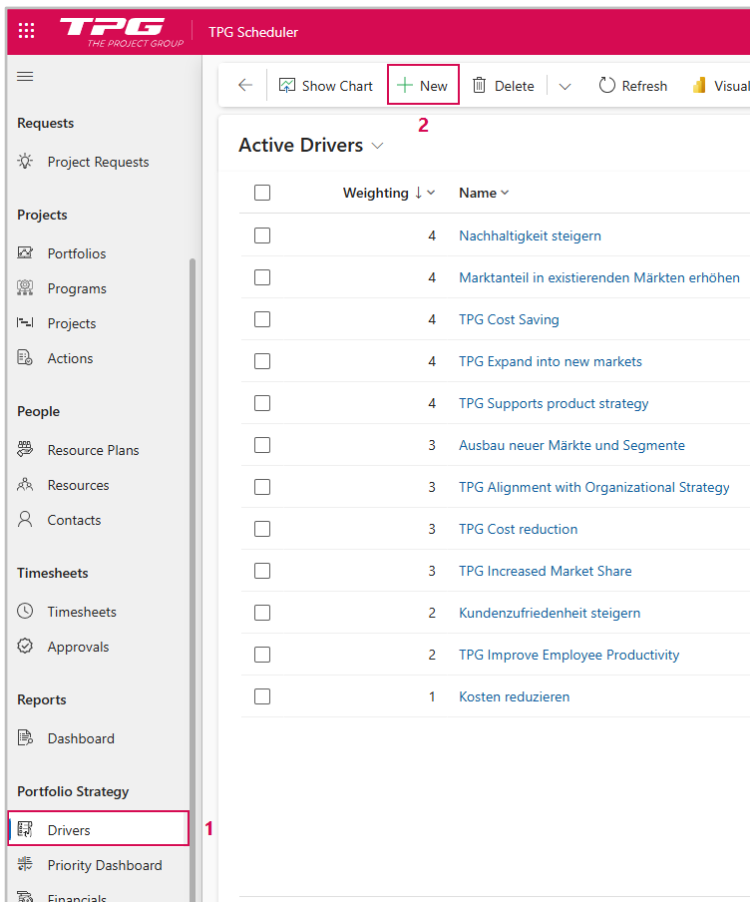 TPG
THE PROJECT GROUP
TPG Scheduler
Show Chart
New
Delete
Refresh
Visual
2
Requests
Project Requests
Projects
Portfolios
Programs
Projects
Actions
People
Resource Plans
Resources
Contacts
Timesheets
Timesheets
Approvals
Reports
Dashboard
Portfolio Strategy
Drivers
1
Priority Dashboard
Financials
Active Drivers
Weighting Name
4 Nachhaltigkeit steigern
4 Marktanteil in existierenden Märkten erhöhen
4 TPG Cost Saving
4 TPG Expand into new markets
4 TPG Supports product strategy
3 Ausbau neuer Märkte und Segmente
3 TPG Alignment with Organizational Strategy
3 TPG Cost reduction
3 TPG Increased Market Share
2 Kundenzufriedenheit steigern
2 TPG Improve Employee Productivity
1 Kosten reduzieren